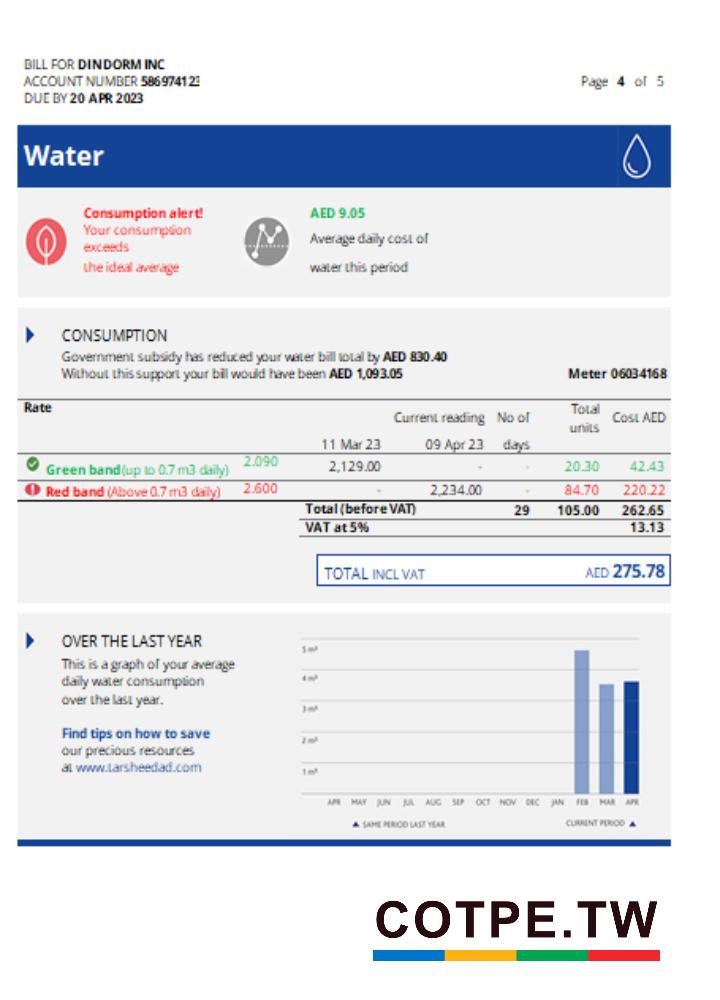 BILL FOR DINDORM INC
ACCOUNT NUMBER 586974123
DUE BY 20 APR 2023
Page 4 of 5
Water
Consumption alert!
Your consumption
exceeds
the ideal average
AED 9.05
Average daily cost of
water this period
CONSUMPTION
Government subsidy has reduced your water bill total by AED 830.40
Without this support your bill would have been AED 1,093.05
Meter 06034168
Rate
Current reading No of Total units Cost AED
11 Mar 23 09 Apr 23 days
Green band (up to 0.7 m3 daily) 2.090 2,129.00 - - 20.30 42.43
Red band (Above 0.7 m3 daily) 2.600 - 2,234.00 - 84.70 220.22
Total (before VAT) 29 105.00 262.65
VAT at 5% 13.13
TOTAL INCL VAT AED 275.78
OVER THE LAST YEAR
This is a graph of your average
daily water consumption
over the last year.
Find tips on how to save
our precious resources
at www.tarsheedad.com
5 m³
4 m³
3 m³
2 m³
1 m³
APR MAY JUN JUL AUG SEP OCT NOV DEC JAN FEB MAR APR
SAME PERIOD LAST YEAR
CURRENT PERIOD
COTPE.TW